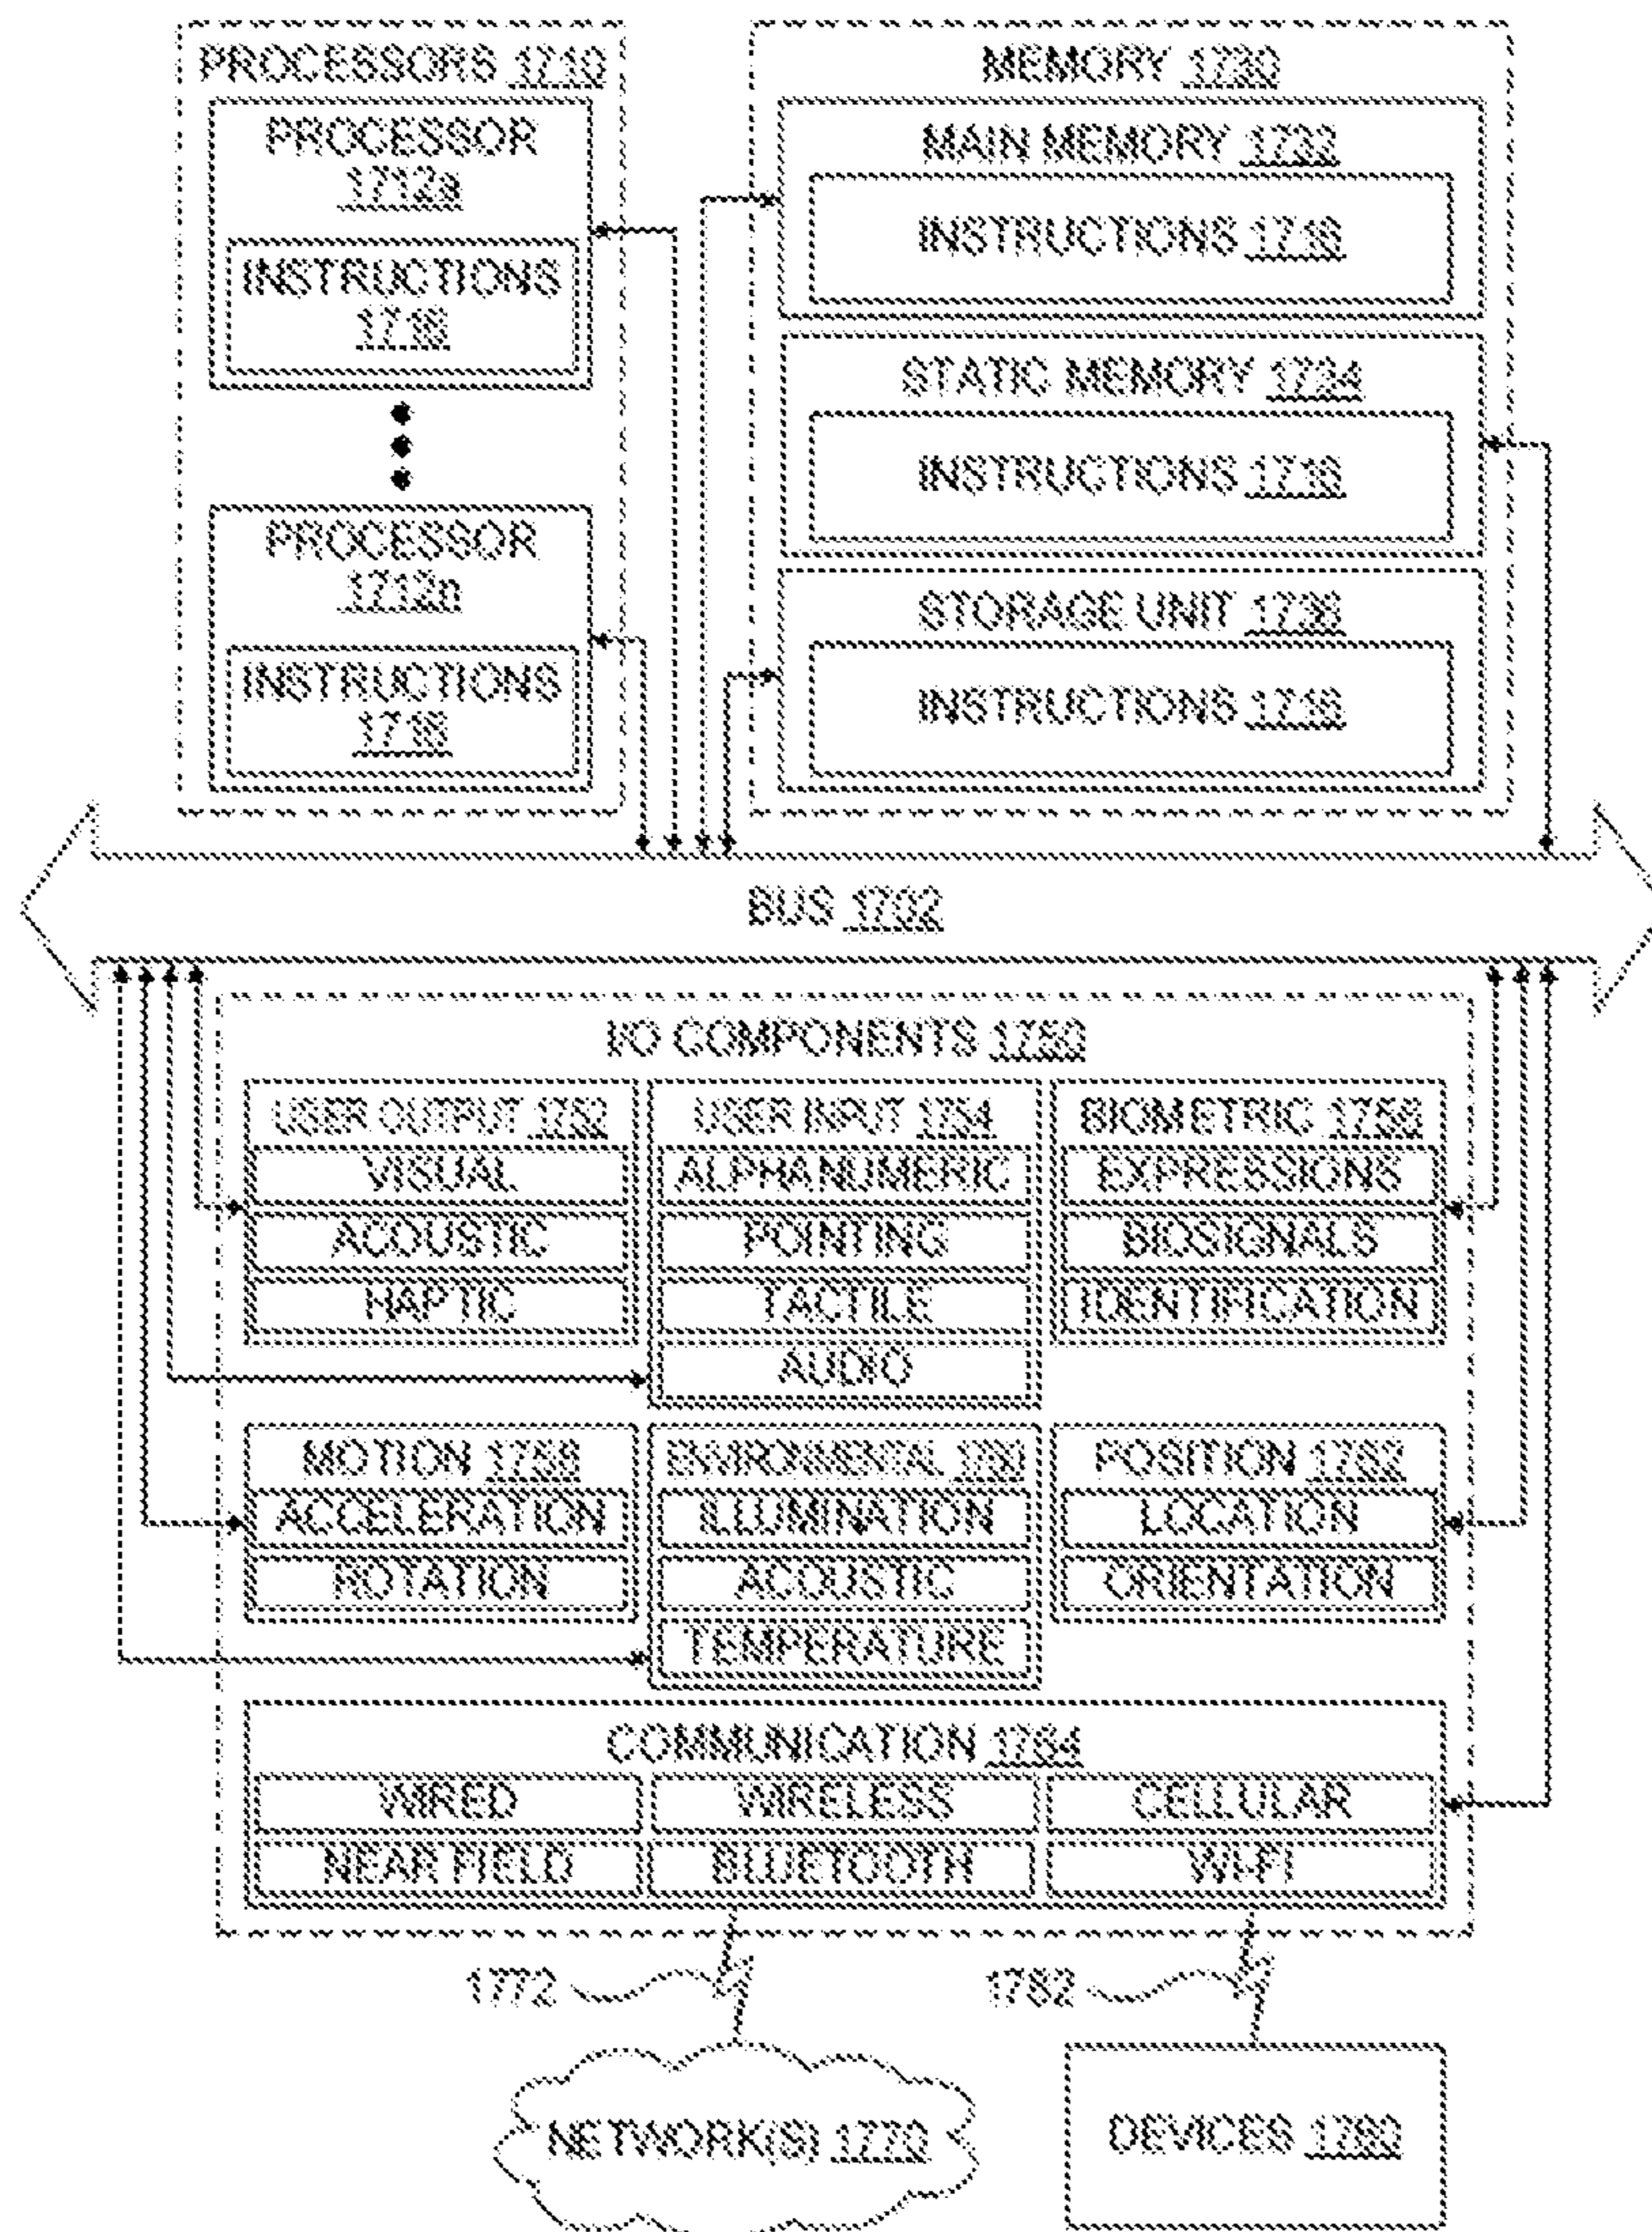 PROCESSORS 1710
PROCESSOR
1712a
INSTRUCTIONS
1716
PROCESSOR
1712n
INSTRUCTIONS
1716
MEMORY 1730
MAIN MEMORY 1732
INSTRUCTIONS 1716
STATIC MEMORY 1734
INSTRUCTIONS 1716
STORAGE UNIT 1736
INSTRUCTIONS 1716
BUS 1702
I/O COMPONENTS 1750
USER OUTPUT 1752
VISUAL
ACOUSTIC
HAPTIC
USER INPUT 1754
ALPHANUMERIC
POINTING
TACTILE
AUDIO
BIOMETRIC 1756
EXPRESSIONS
BIOSIGNALS
IDENTIFICATION
MOTION 1758
ACCELERATION
ROTATION
ENVIRONMENTAL 1760
ILLUMINATION
ACOUSTIC
TEMPERATURE
POSITION 1762
LOCATION
ORIENTATION
COMMUNICATION 1764
WIRED
WIRELESS
CELLULAR
NEAR FIELD
BLUETOOTH
WI-FI
1772
1782
NETWORK(S) 1770
DEVICES 1780